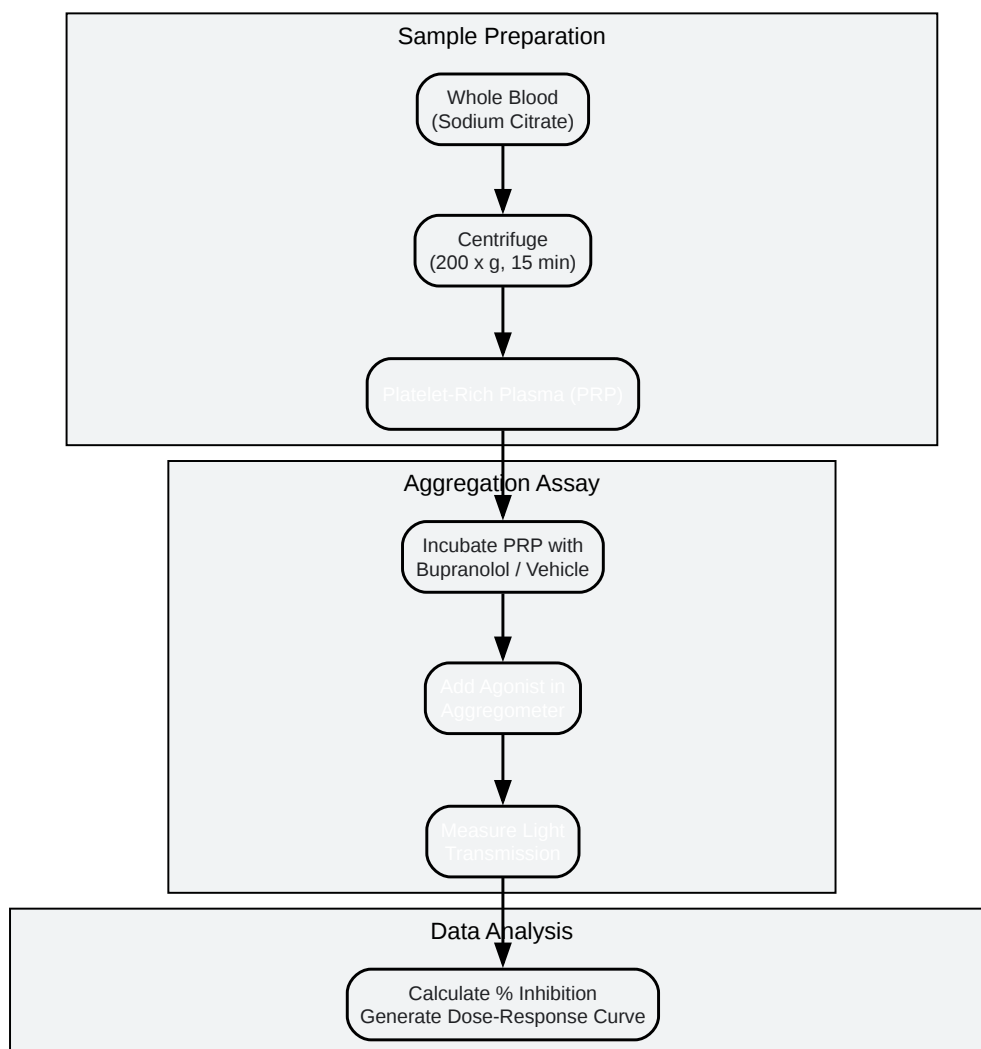 Sample Preparation
Whole Blood
(Sodium Citrate)
Centrifuge
(200 x g, 15 min)
Platelet-Rich Plasma (PRP)
Aggregation Assay
Incubate PRP with
Bupranolol / Vehicle
Add Agonist in
Aggregometer
Measure Light
Transmission
Data Analysis
Calculate % Inhibition
Generate Dose-Response Curve